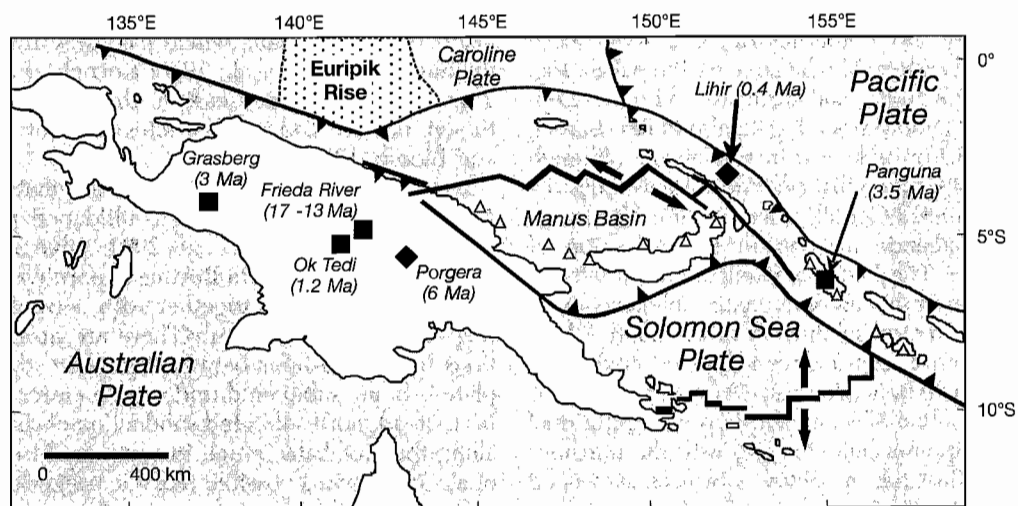 135°E 140°E 145°E 150°E 155°E
0°
Caroline
Plate
Euripik
Rise
Pacific
Plate
Lihir (0.4 Ma)
Panguna
(3.5 Ma)
Grasberg
(3 Ma)
Frieda River
(17 -13 Ma)
Manus Basin
5°S
Ok Tedi
(1.2 Ma)
Porgera
(6 Ma)
Solomon Sea
Plate
Australian
Plate
10°S
0 400 km